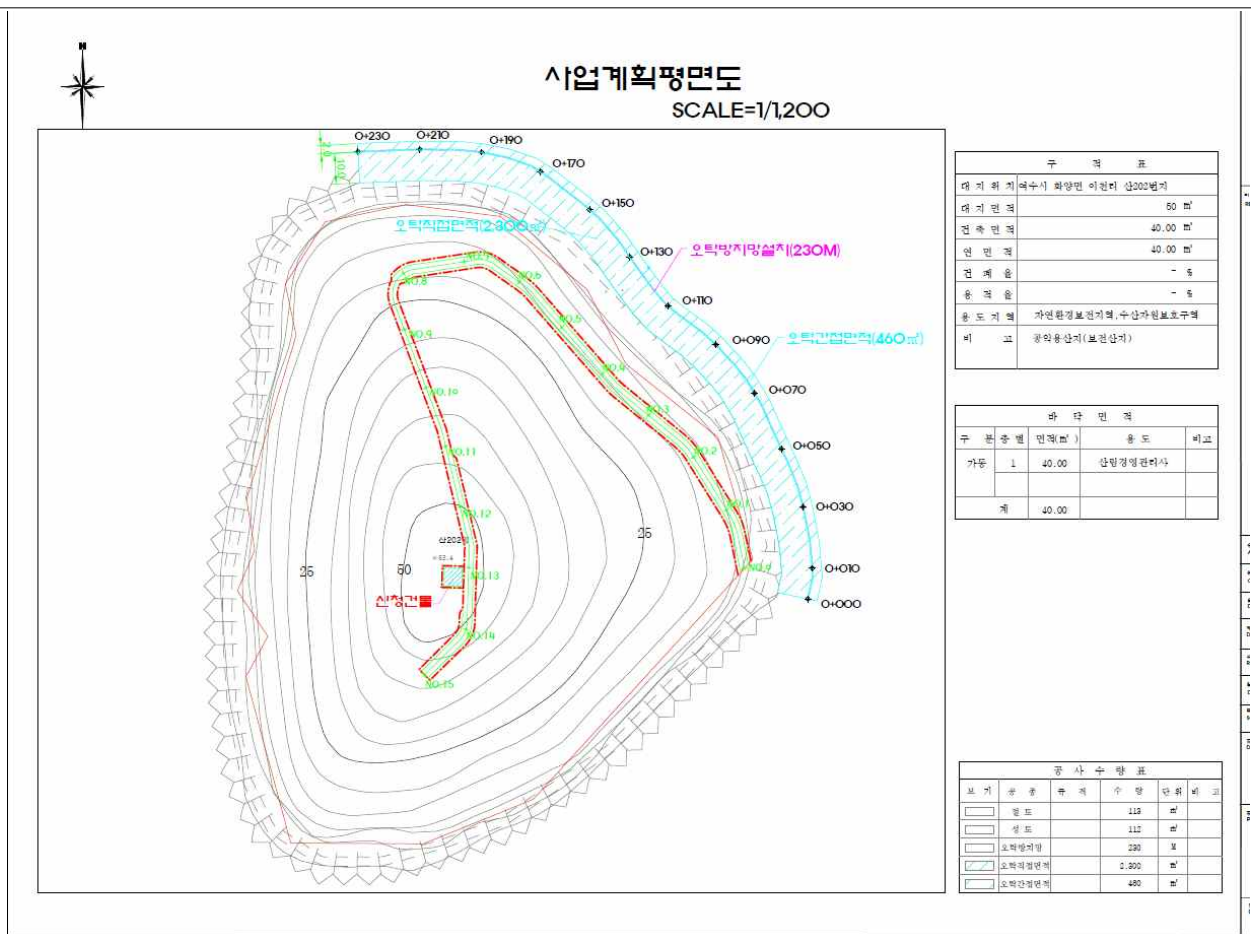 N
사업계획평면도
SCALE=1/1,200
0+230
0+210
0+190
0+170
0+150
0+130
0+110
0+090
0+070
0+050
0+030
0+010
0+000
2.0
10.0
오탁직접면적(2,300㎡)
오탁방지망설치(230M)
오탁간접면적(460㎡)
NO.8
NO.6
NO.5
NO.4
NO.3
NO.2
NO.1
NO.9
NO.10
NO.11
NO.12
NO.13
NO.14
NO.15
25
50
25
신청건물
구 적 표
대 지 위 치 여수시 화양면 이천리 산202번지
대 지 면 적 60 ㎡
건 축 면 적 40.00 ㎡
연 면 적 40.00 ㎡
건 폐 율 - %
용 적 율 - %
용 도 지 역 자연환경보전지역,수산자원보호구역
비 고 공익용산지(보전산지)
바 닥 면 적
구 분 층 별 면적(㎡) 용 도 비고
가동 1 40.00 산림경영관리사
계 40.00
공 사 수 량 표
보 기 공 종 규 격 수 량 단위 비 고
절 토 113 ㎥
성 토 112 ㎥
오탁방지망 230 M
오탁직접면적 2,300 ㎡
오탁간접면적 460 ㎡